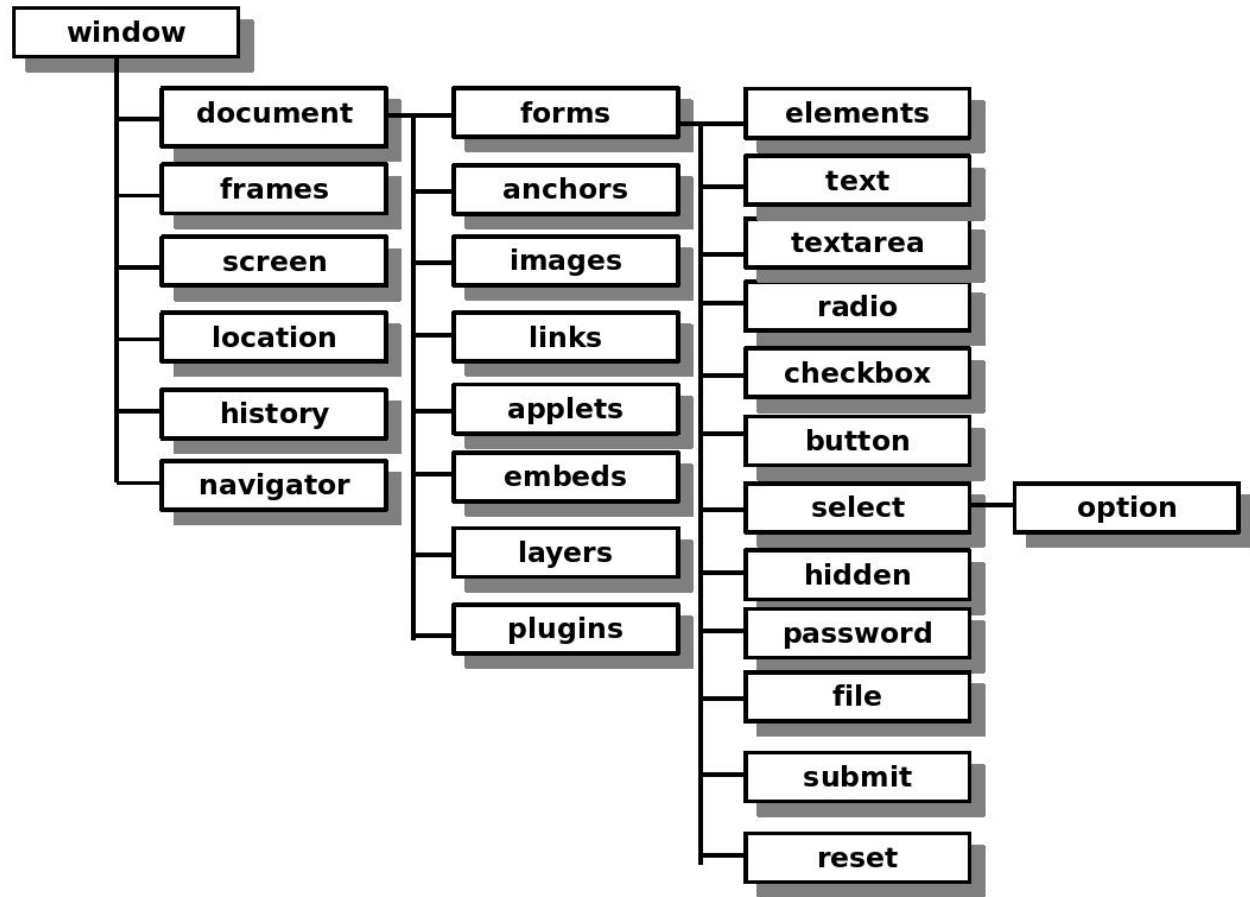 window
document
frames
screen
location
history
navigator
forms
anchors
images
links
applets
embeds
layers
plugins
elements
text
textarea
radio
checkbox
button
select
hidden
password
file
submit
reset
option